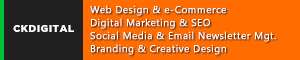 CKDIGITAL
Web Design & e-Commerce
Digital Marketing & SEO
Social Media & Email Newsletter Mgt.
Branding & Creative Design